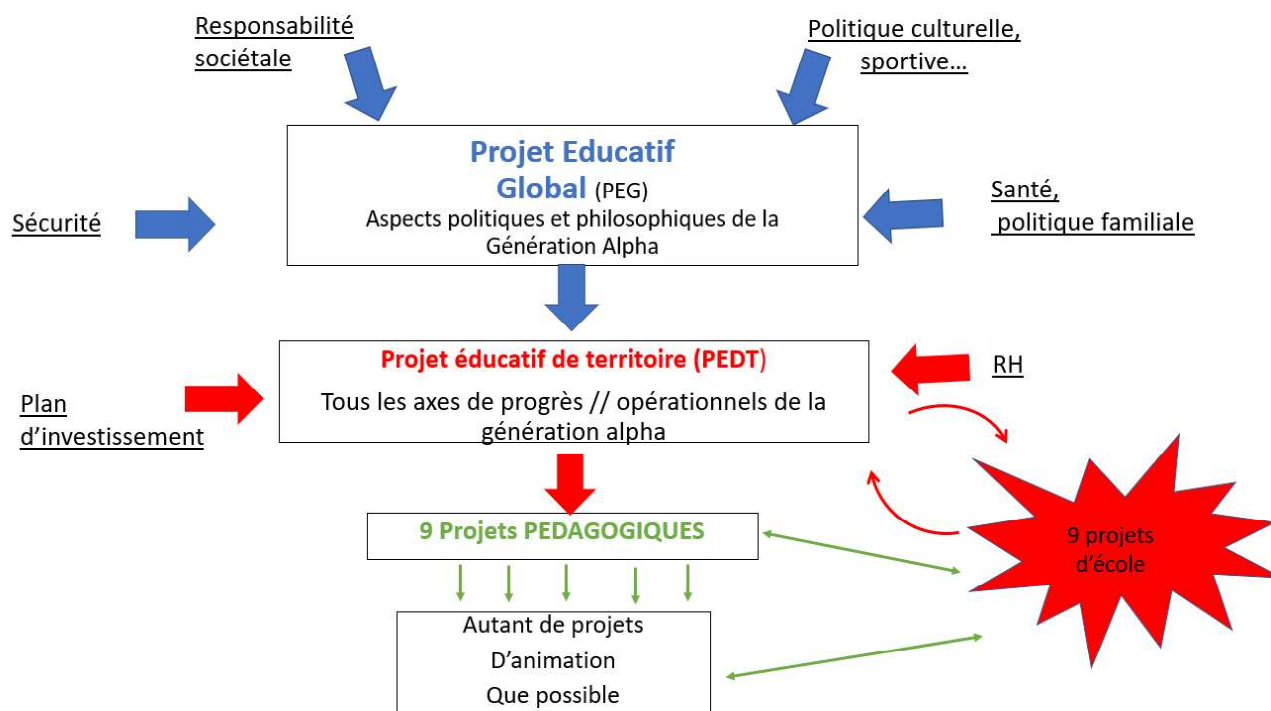 Responsabilité
sociétale
Politique culturelle,
sportive...
Projet Educatif
Global (PEG)
Aspects politiques et philosophiques de la
Génération Alpha
Sécurité
Santé,
politique familiale
Projet éducatif de territoire (PEDT)
Tous les axes de progrès // opérationnels de la
génération alpha
RH
Plan
d’investissement
9 Projets PEDAGOGIQUES
9 projets
d’école
Autant de projets
D’animation
Que possible